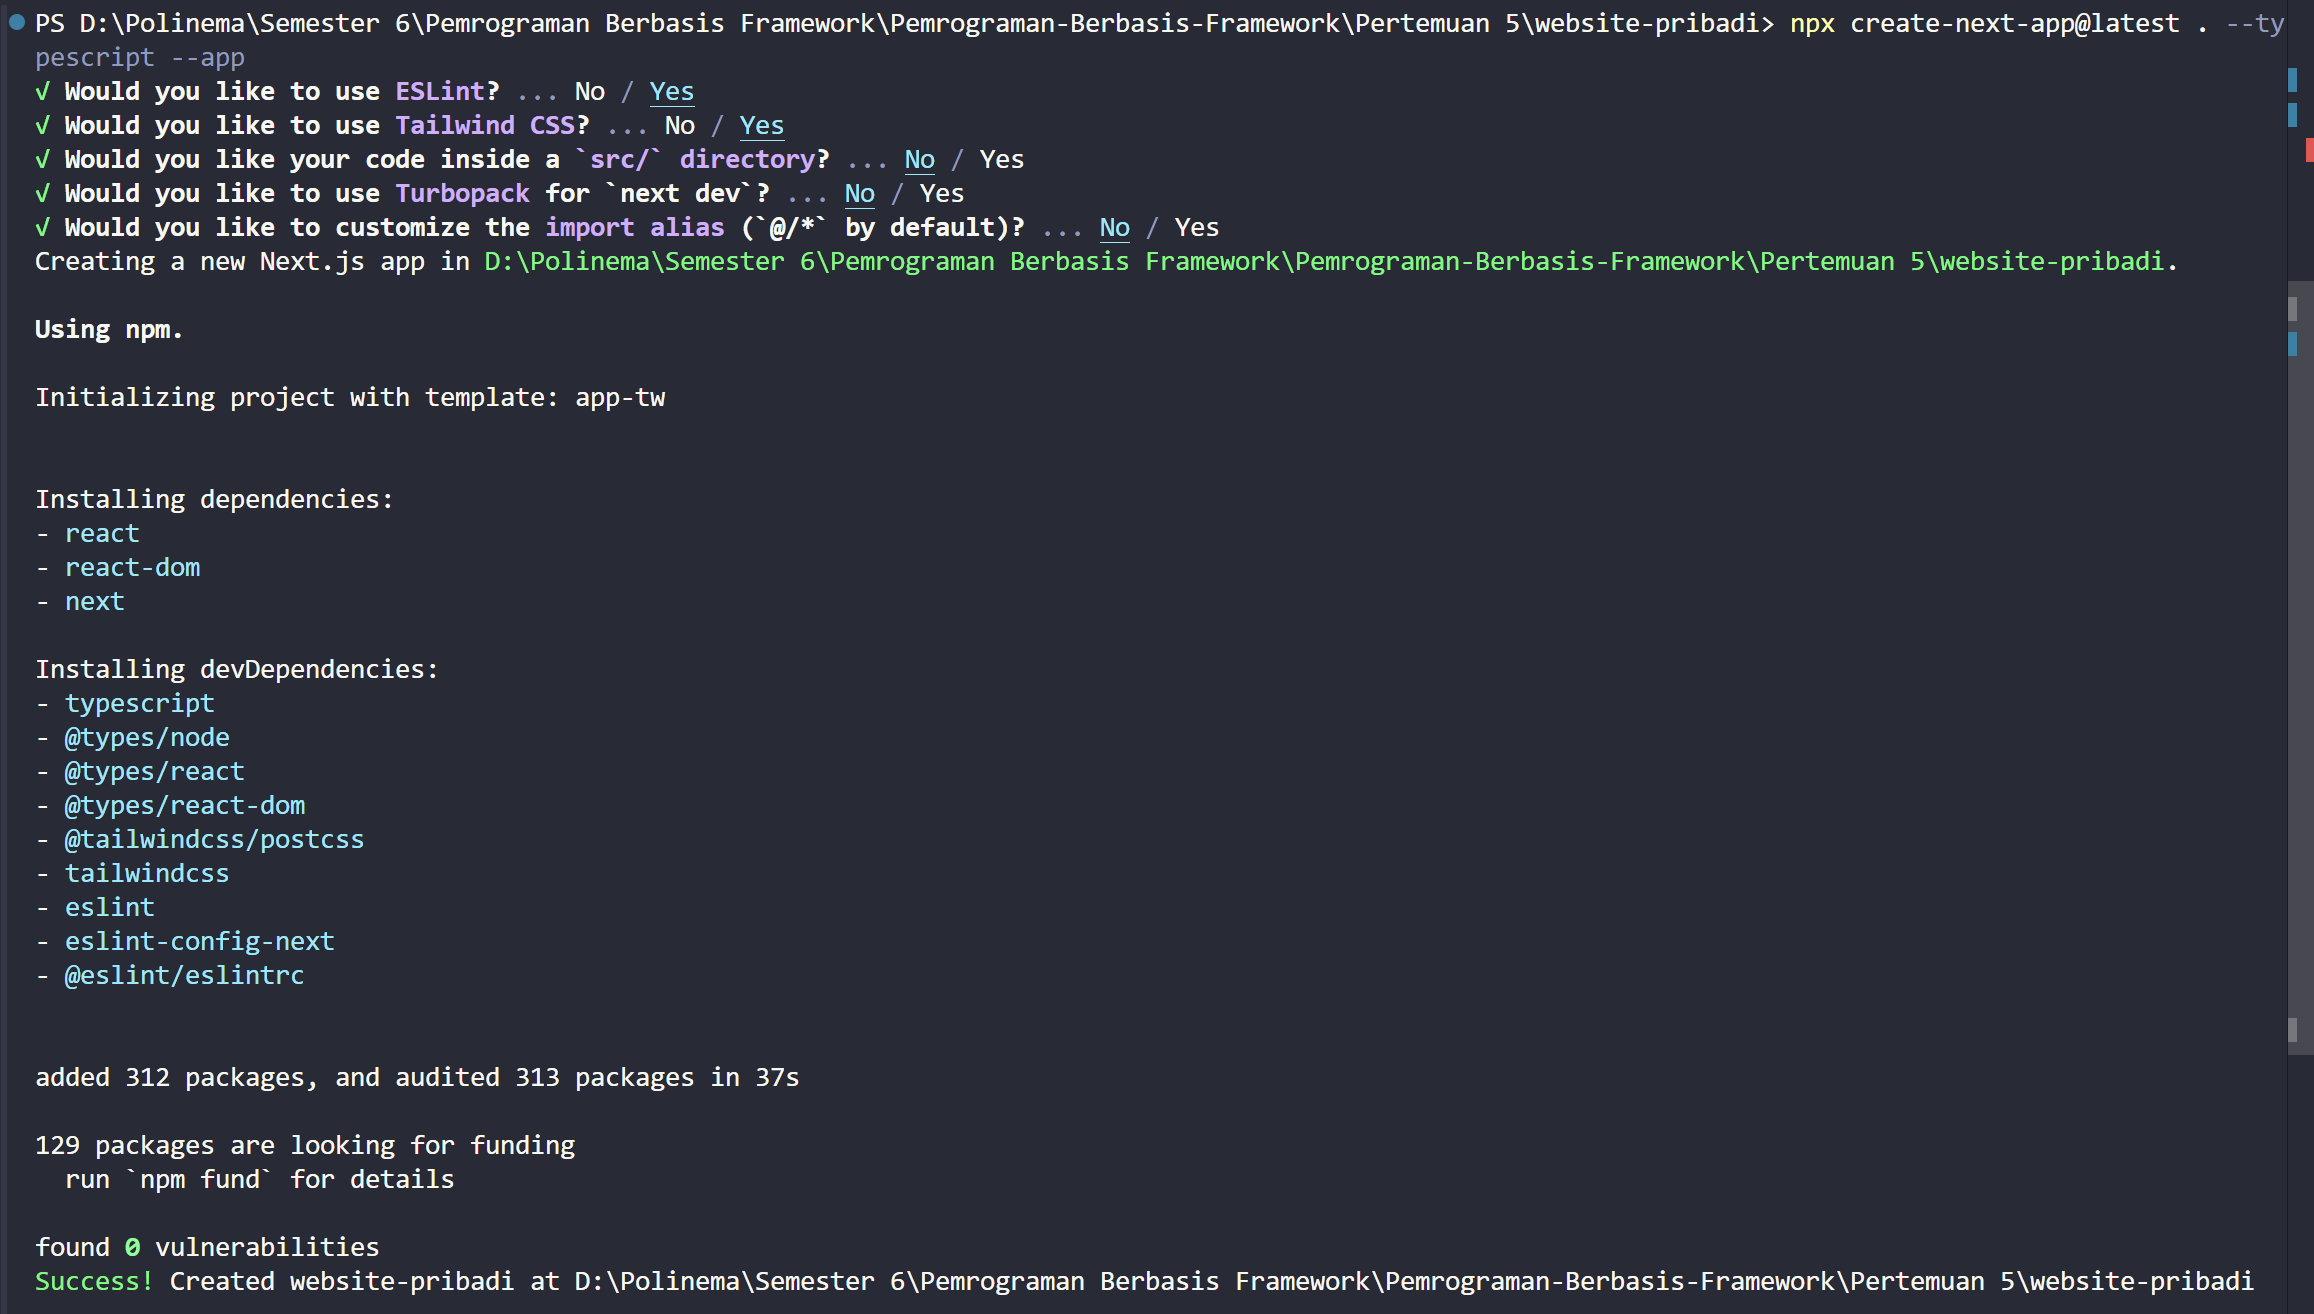 PS D:\Polinema\Semester 6\Pemrograman Berbasis Framework\Pemrograman-Berbasis-Framework\Pertemuan 5\website-pribadi> npx create-next-app@latest . --ty
pescript --app
√ Would you like to use ESLint? ... No / Yes
√ Would you like to use Tailwind CSS? ... No / Yes
√ Would you like your code inside a `src/` directory? ... No / Yes
√ Would you like to use Turbopack for `next dev`? ... No / Yes
√ Would you like to customize the import alias (`@/*` by default)? ... No / Yes
Creating a new Next.js app in D:\Polinema\Semester 6\Pemrograman Berbasis Framework\Pemrograman-Berbasis-Framework\Pertemuan 5\website-pribadi.
Using npm.
Initializing project with template: app-tw
Installing dependencies:
- react
- react-dom
- next
Installing devDependencies:
- typescript
- @types/node
- @types/react
- @types/react-dom
- @tailwindcss/postcss
- tailwindcss
- eslint
- eslint-config-next
- @eslint/eslintrc
added 312 packages, and audited 313 packages in 37s
129 packages are looking for funding
  run `npm fund` for details
found 0 vulnerabilities
Success! Created website-pribadi at D:\Polinema\Semester 6\Pemrograman Berbasis Framework\Pemrograman-Berbasis-Framework\Pertemuan 5\website-pribadi